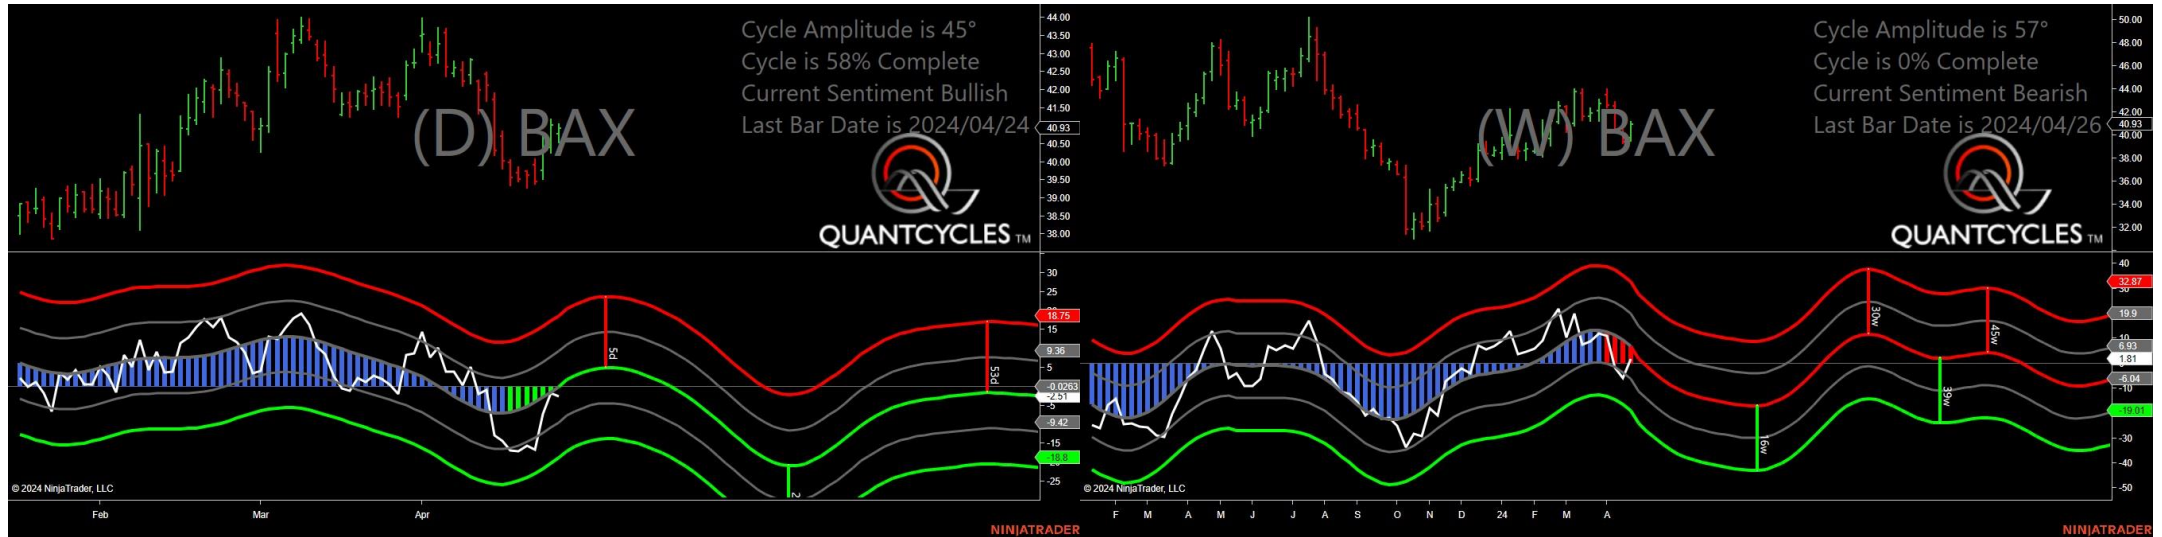 Cycle Amplitude is 45°
Cycle is 58% Complete
Current Sentiment Bullish
Last Bar Date is 2024/04/24
(D) BAX
QUANTCYCLES TM
44.00
43.50
43.00
42.50
42.00
41.50
40.93
40.50
40.00
39.50
39.00
38.50
38.00
30
25
18.75
15
9.36
5
-0.0263
-2.51
-5
-9.42
-15
-18.8
-25
5d
53d
2
© 2024 NinjaTrader, LLC
Feb
Mar
Apr
NINJATRADER
Cycle Amplitude is 57°
Cycle is 0% Complete
Current Sentiment Bearish
Last Bar Date is 2024/04/26
(W) BAX
QUANTCYCLES TM
50.00
48.00
46.00
44.00
42.00
40.93
40.00
38.00
36.00
34.00
32.00
40
32.87
30
19.9
10
6.93
1.81
-6.04
-10
-19.01
-30
-40
-50
30w
45w
39w
16w
© 2024 NinjaTrader, LLC
F
M
A
M
J
J
A
S
O
N
D
24
F
M
A
NINJATRADER